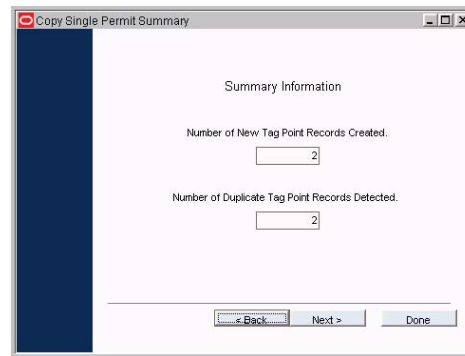 Copy Single Permit Summary
Summary Information
Number of New Tag Point Records Created.
2
Number of Duplicate Tag Point Records Detected.
2
< Back
Next >
Done